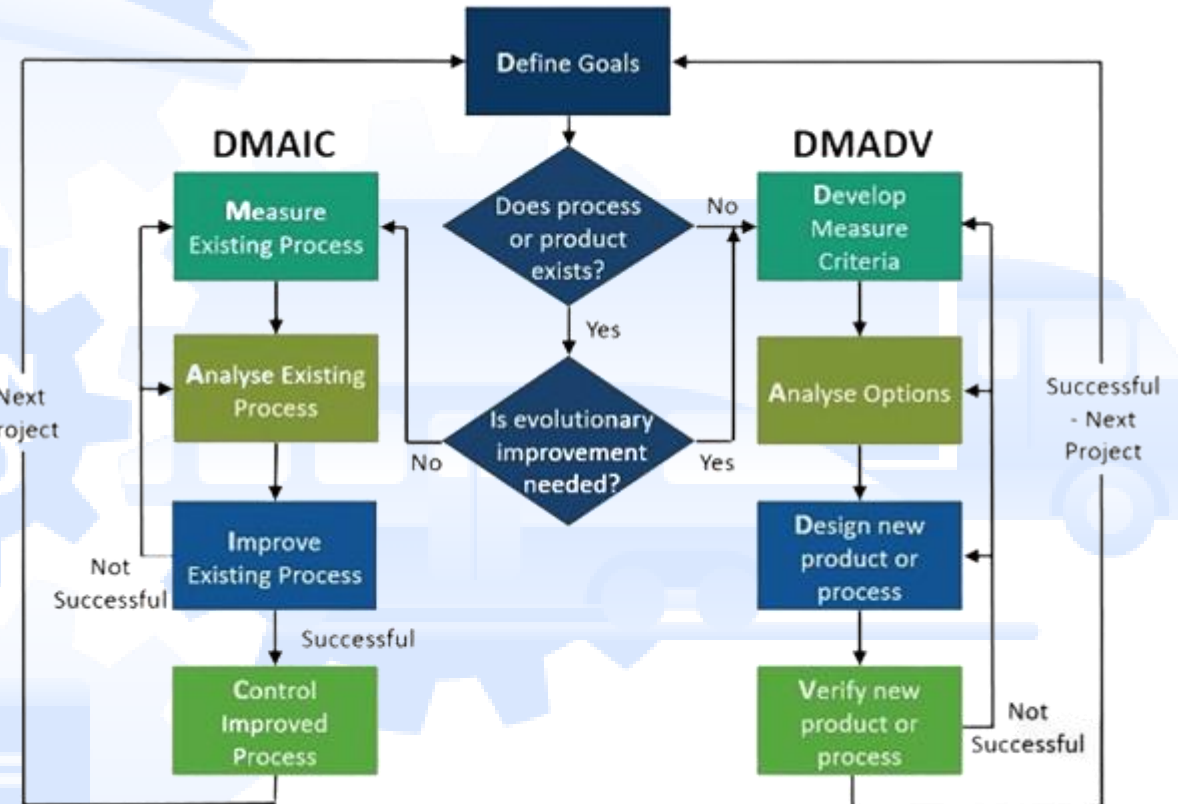 Define Goals
DMAIC
DMADV
Measure
Existing Process
Does process
or product
exists?
No
Develop
Measure
Criteria
Yes
Analyse Existing
Process
Is evolutionary
improvement
needed?
No
Yes
Analyse Options
Next
roject
Successful
- Next
Project
Improve
Existing Process
Not
Successful
Successful
Design new
product or
process
Control
Improved
Process
Verify new
product or
process
Not
Successful